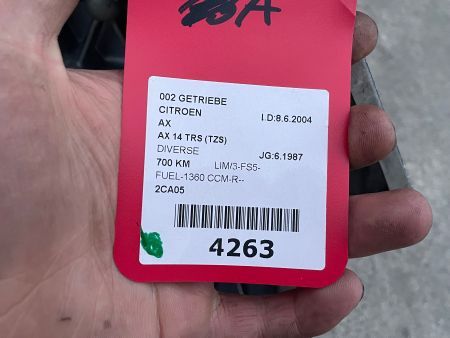 002 GETRIEBE
CITROEN I.D:8.6.2004
AX
AX 14 TRS (TZS)
DIVERSE JG:6.1987
700 KM LIM/3-FS5-
FUEL-1360 CCM-R--
2CA05
4263